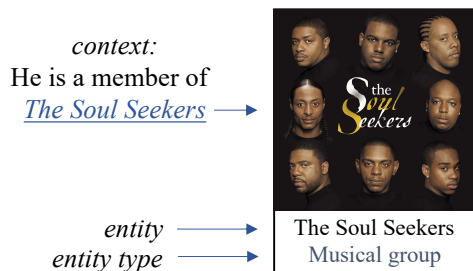 context:
He is a member of
The Soul Seekers
the
Soul
Seekers
entity
The Soul Seekers
entity type
Musical group